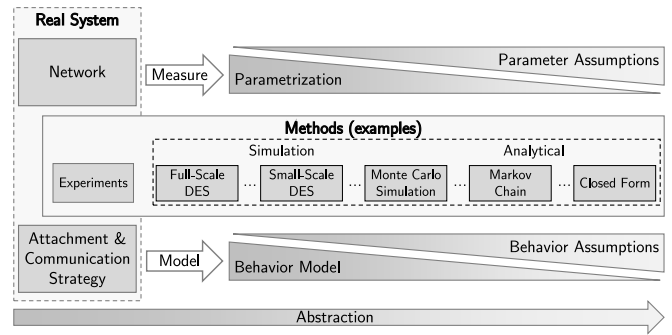 Real System
Network
Measure
Parametrization
Parameter Assumptions
Methods (examples)
Simulation
Analytical
Experiments
Full-Scale
DES
...
Small-Scale
DES
...
Monte Carlo
Simulation
...
Markov
Chain
...
Closed Form
Attachment &
Communication
Strategy
Model
Behavior Model
Behavior Assumptions
Abstraction